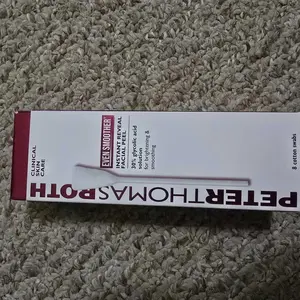 PETERTHOMASROTH
CLINICAL
SKIN
CARE
EVEN SMOOTHER™
INSTANT REVEAL
FACIAL PEEL
30% glycolic acid
solution
for brightening &
smoothing
8 cotton swabs